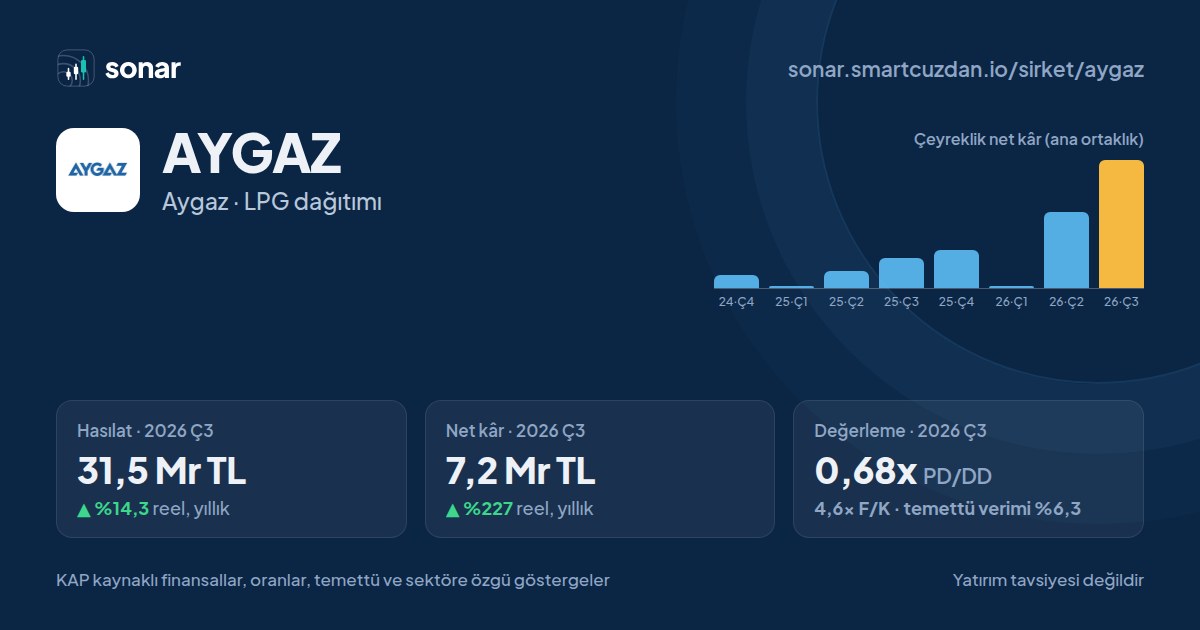 sonar
sonar.smartcuzdan.io/sirket/aygaz
AYGAZ
AYGAZ
Aygaz · LPG dağıtımı
Çeyreklik net kâr (ana ortaklık)
24·Ç4 25·Ç1 25·Ç2 25·Ç3 25·Ç4 26·Ç1 26·Ç2 26·Ç3
Hasılat · 2026 Ç3
31,5 Mr TL
▲ %14,3 reel, yıllık
Net kâr · 2026 Ç3
7,2 Mr TL
▲ %227 reel, yıllık
Değerleme · 2026 Ç3
0,68x PD/DD
4,6× F/K · temettü verimi %6,3
KAP kaynaklı finansallar, oranlar, temettü ve sektöre özgü göstergeler
Yatırım tavsiyesi değildir